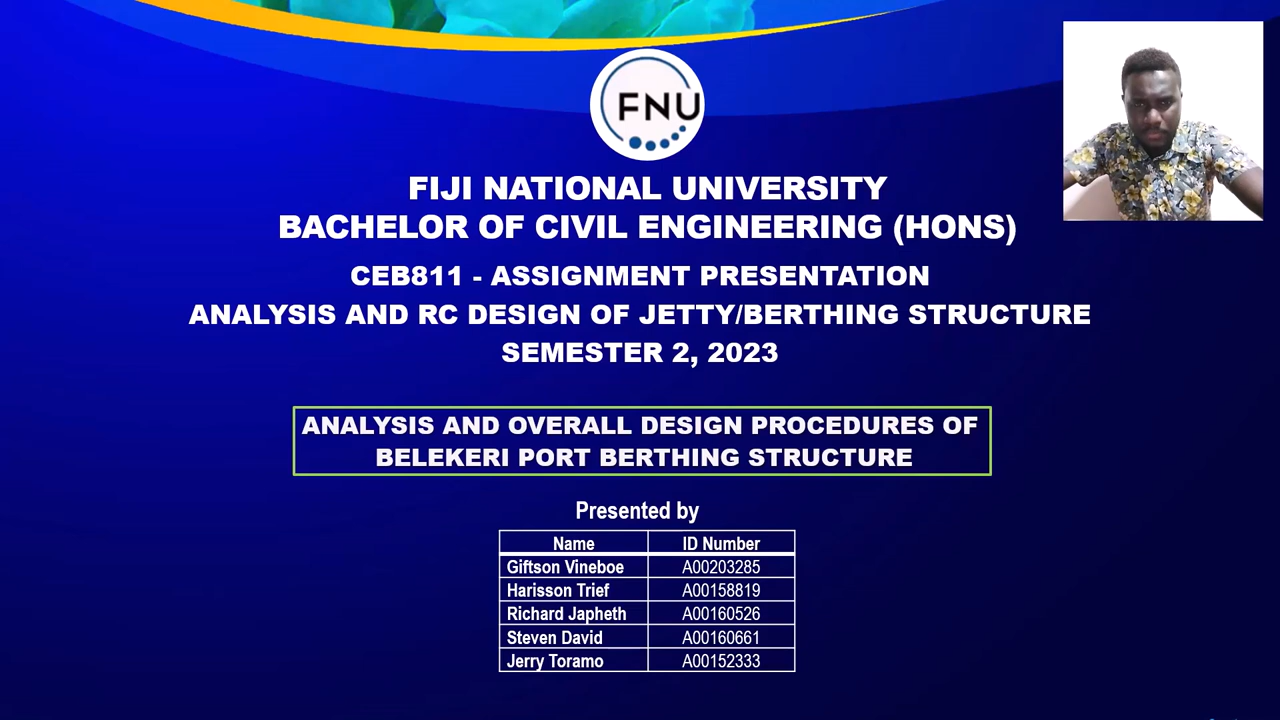 FNU
FIJI NATIONAL UNIVERSITY
BACHELOR OF CIVIL ENGINEERING (HONS)
CEB811 - ASSIGNMENT PRESENTATION
ANALYSIS AND RC DESIGN OF JETTY/BERTHING STRUCTURE
SEMESTER 2, 2023
ANALYSIS AND OVERALL DESIGN PROCEDURES OF
BELEKERI PORT BERTHING STRUCTURE
Presented by
Name ID Number
Giftson Vineboe A00203285
Harisson Trief A00158819
Richard Japheth A00160526
Steven David A00160661
Jerry Toramo A00152333